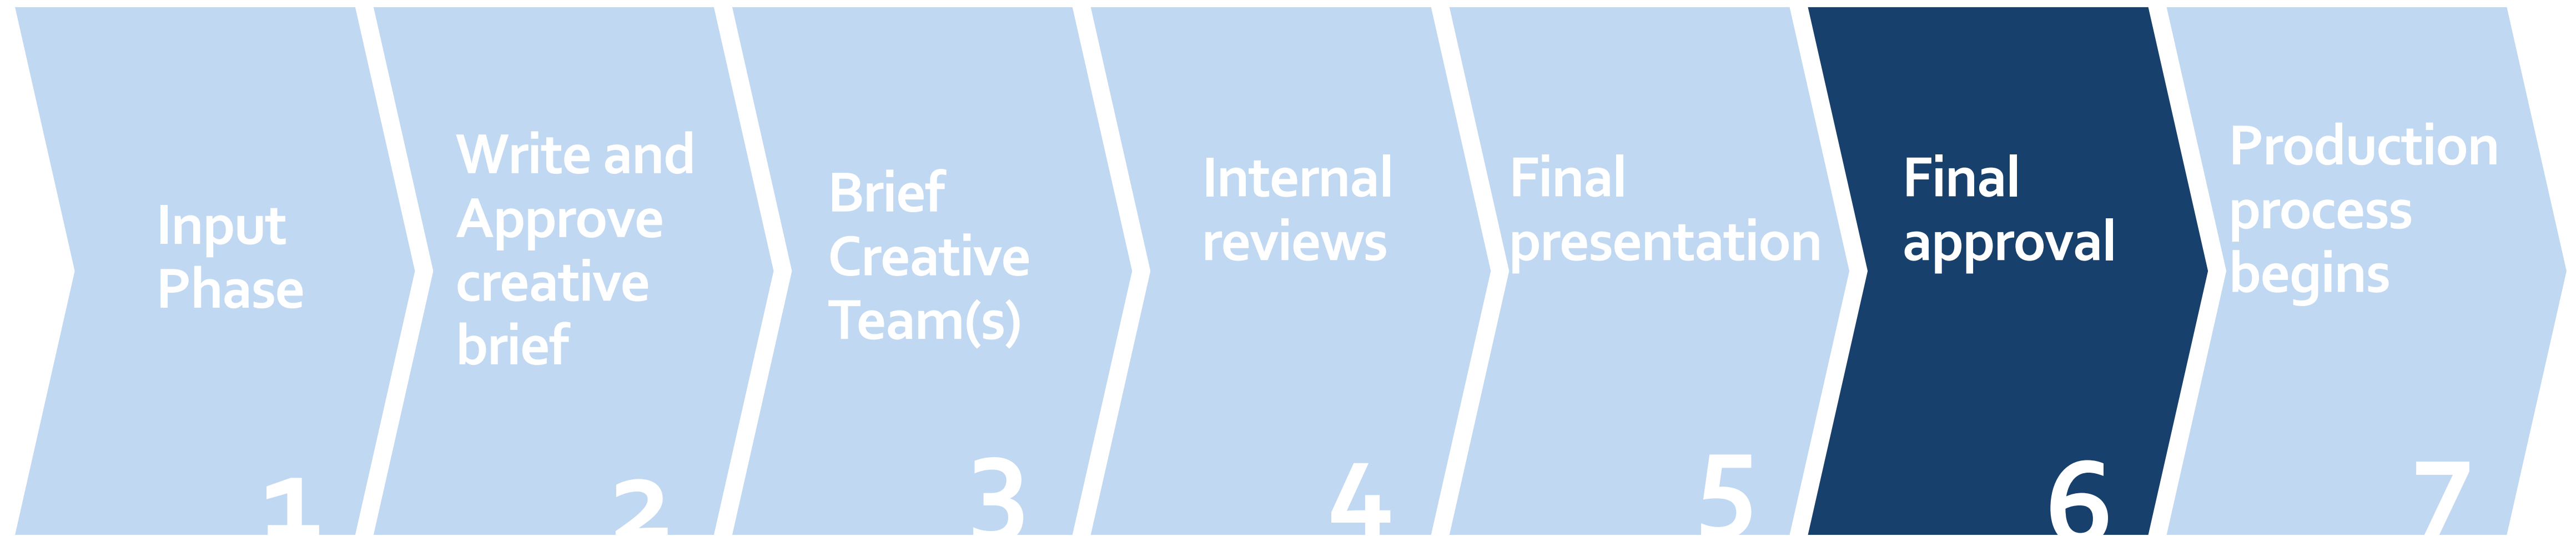 Input
Phase
1
Write and
Approve
creative
brief
2
Brief
Creative
Team(s)
3
Internal
reviews
4
Final
presentation
5
Final
approval
6
Production
process
begins
7